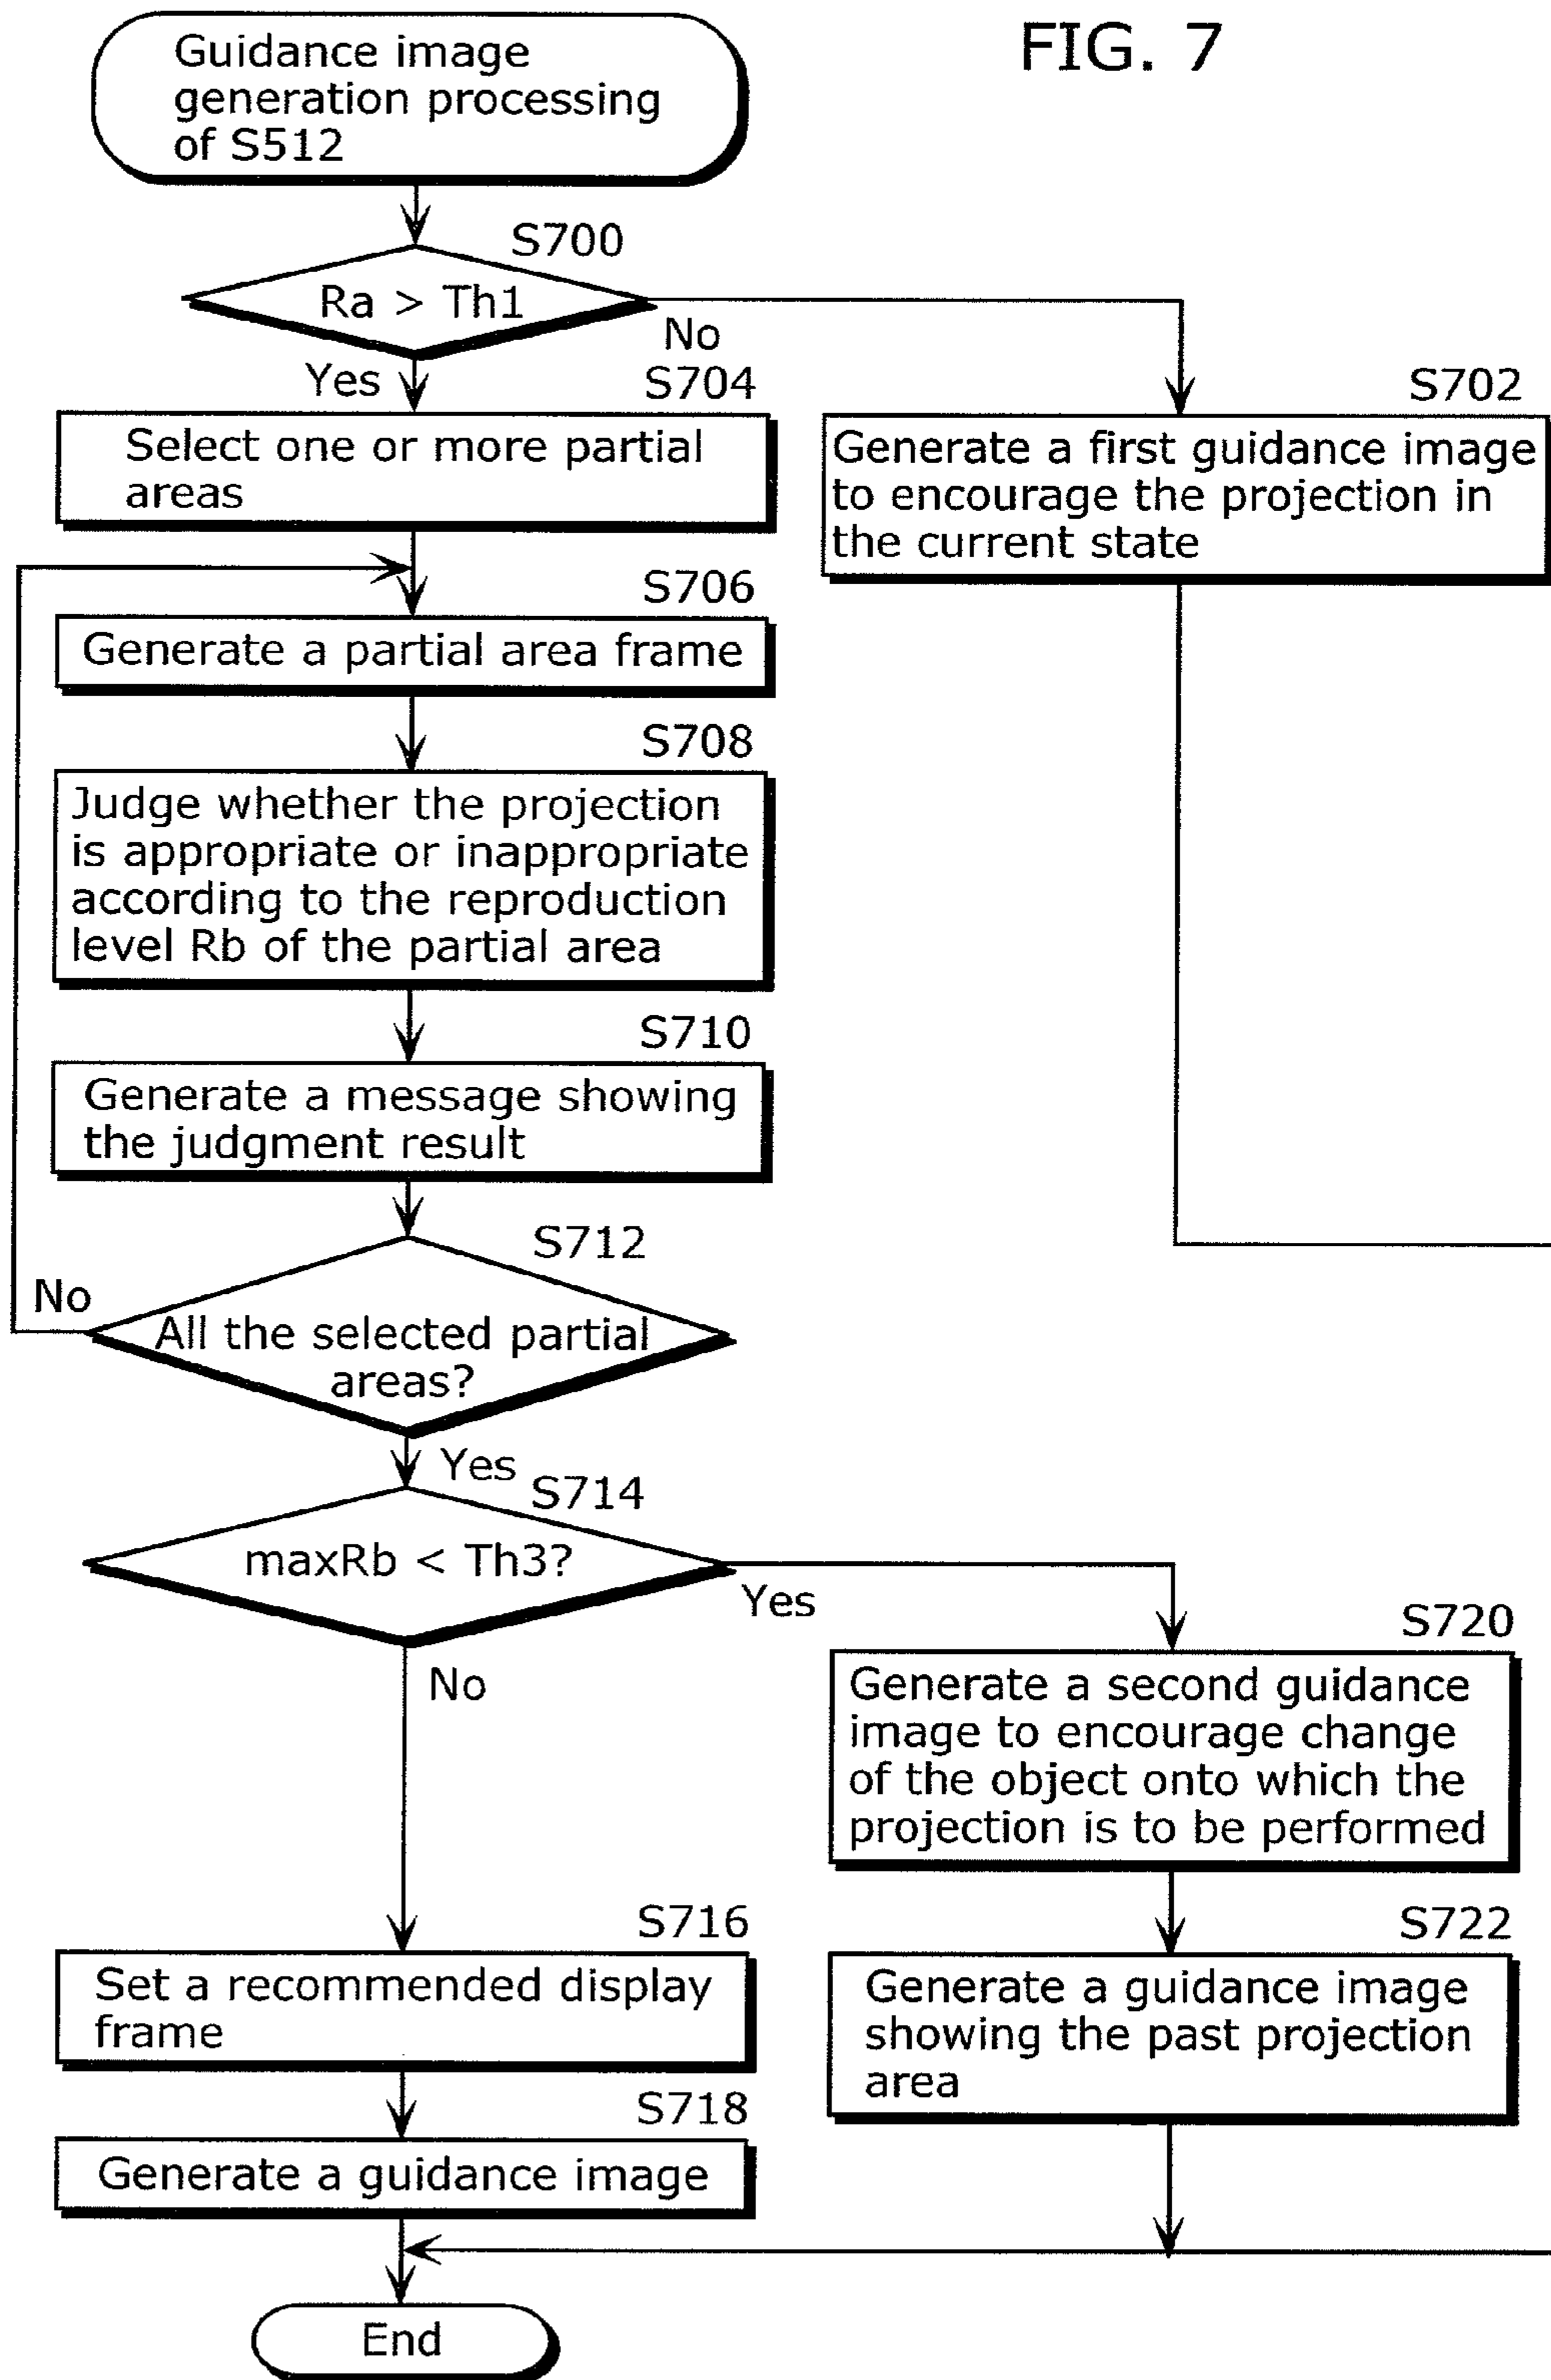 FIG. 7
Guidance image
generation processing
of S512
S700
Ra > Th1
No
Yes
S704
Select one or more partial
areas
S702
Generate a first guidance image
to encourage the projection in
the current state
S706
Generate a partial area frame
S708
Judge whether the projection
is appropriate or inappropriate
according to the reproduction
level Rb of the partial area
S710
Generate a message showing
the judgment result
S712
No
All the selected partial
areas?
Yes
S714
maxRb < Th3?
Yes
No
S720
Generate a second guidance
image to encourage change
of the object onto which the
projection is to be performed
S716
Set a recommended display
frame
S722
Generate a guidance image
showing the past projection
area
S718
Generate a guidance image
End